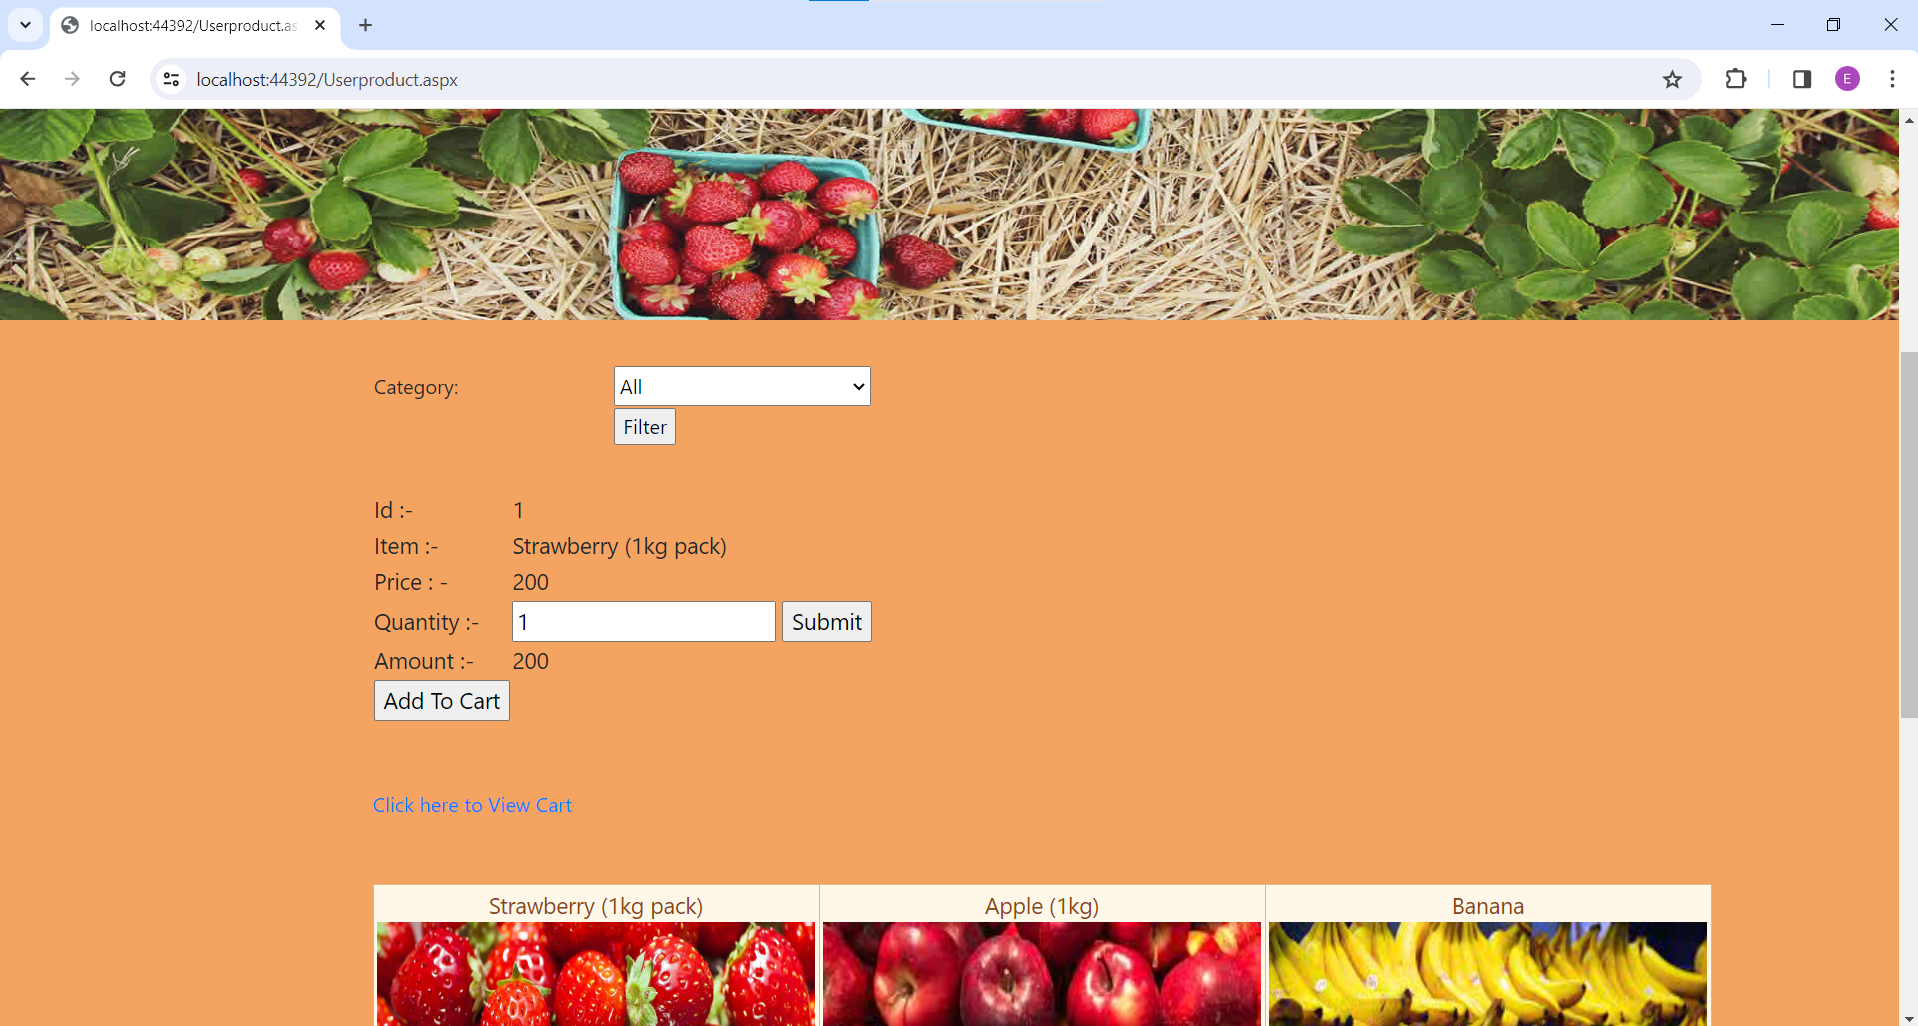 localhost:44392/Userproduct.as
localhost:44392/Userproduct.aspx
E
Category:
All
Filter
Id :- 1
Item :- Strawberry (1kg pack)
Price : - 200
Quantity :- 1 Submit
Amount :- 200
Add To Cart
Click here to View Cart
Strawberry (1kg pack) Apple (1kg) Banana